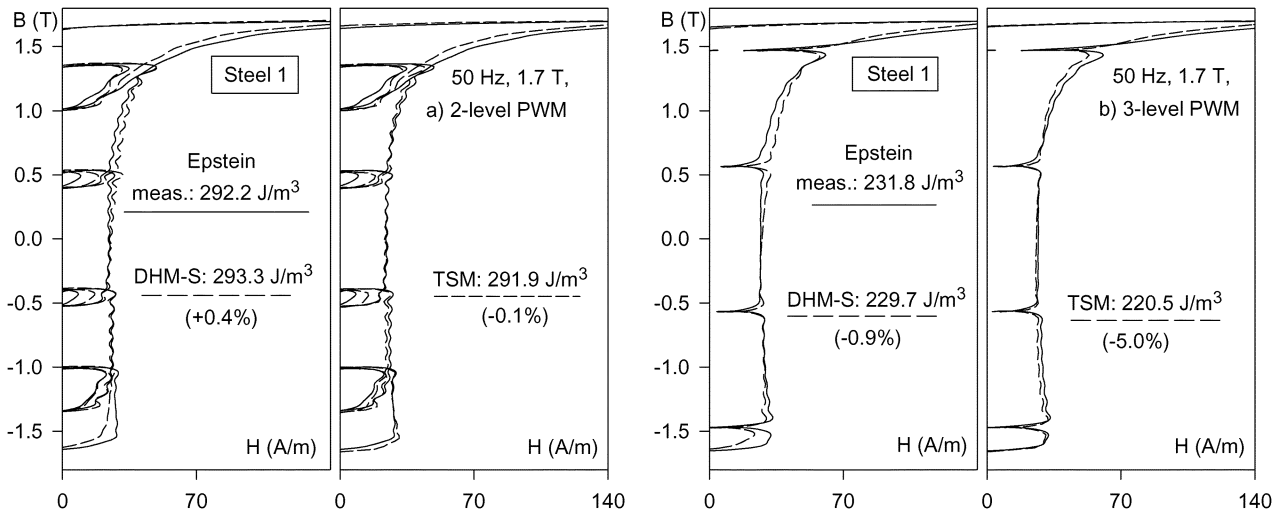 B (T)
1.5
1.0
0.5
0.0
-0.5
-1.0
-1.5
Steel 1
Epstein
meas.: 292.2 J/m³
DHM-S: 293.3 J/m³
(+0.4%)
H (A/m)
0
70
50 Hz, 1.7 T,
a) 2-level PWM
TSM: 291.9 J/m³
(-0.1%)
H (A/m)
0
70
140
B (T)
1.5
1.0
0.5
0.0
-0.5
-1.0
-1.5
Steel 1
Epstein
meas.: 231.8 J/m³
DHM-S: 229.7 J/m³
(-0.9%)
H (A/m)
0
70
50 Hz, 1.7 T,
b) 3-level PWM
TSM: 220.5 J/m³
(-5.0%)
H (A/m)
0
70
140